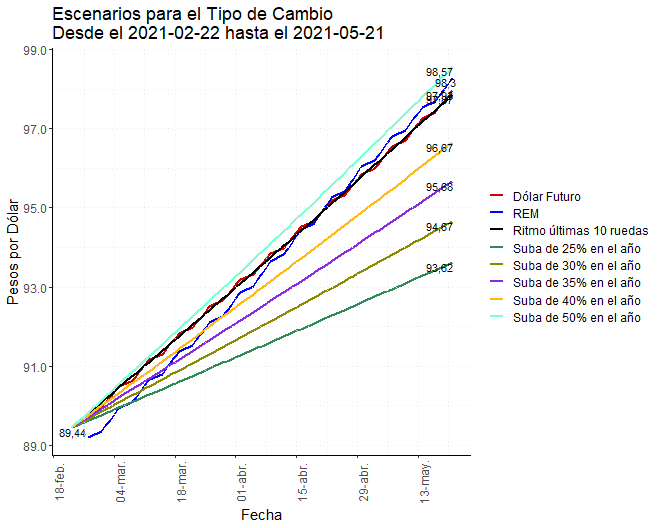 Escenarios para el Tipo de Cambio
Desde el 2021-02-22 hasta el 2021-05-21
Pesos por Dólar
99.0
97.0
95.0
93.0
91.0
89.0
98,57
98,3
96,67
95,68
94,67
93,62
89,44
18-feb.
04-mar.
18-mar.
01-abr.
15-abr.
29-abr.
13-may.
Fecha
Dólar Futuro
REM
Ritmo últimas 10 ruedas
Suba de 25% en el año
Suba de 30% en el año
Suba de 35% en el año
Suba de 40% en el año
Suba de 50% en el año